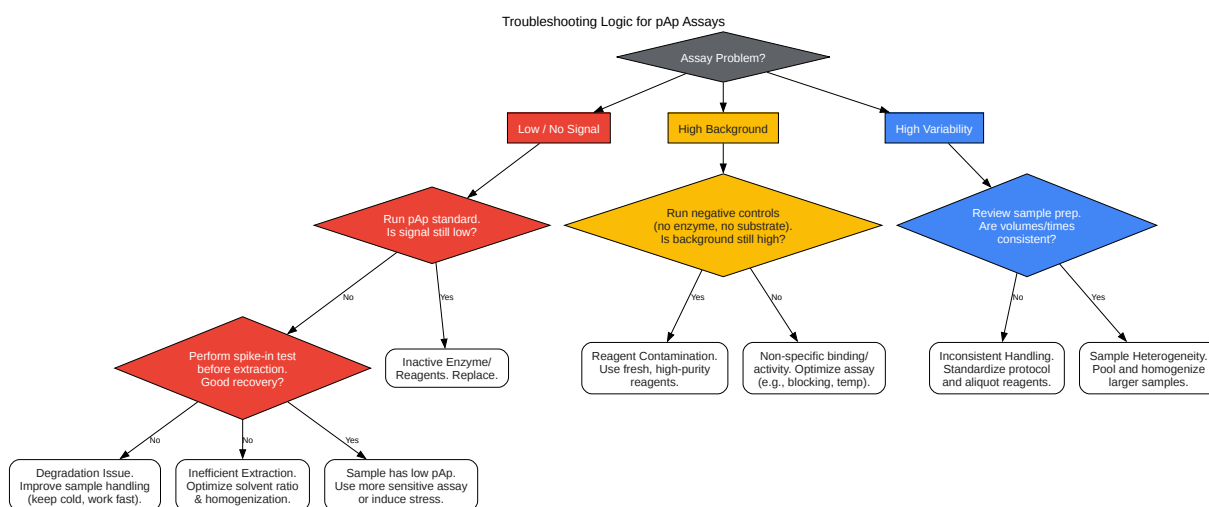 Troubleshooting Logic for pAp Assays
Assay Problem?
Low / No Signal
High Background
High Variability
Run pAp standard.
Is signal still low?
Run negative controls
(no enzyme, no substrate).
Is background still high?
Review sample prep.
Are volumes/times
consistent?
No
Yes
Yes
No
No
Yes
Perform spike-in test
before extraction.
Good recovery?
Inactive Enzyme/
Reagents. Replace.
Reagent Contamination.
Use fresh, high-purity
reagents.
Non-specific binding/
activity. Optimize assay
(e.g., blocking, temp).
Inconsistent Handling.
Standardize protocol
and aliquot reagents.
Sample Heterogeneity.
Pool and homogenize
larger samples.
No
No
Yes
Degradation Issue.
Improve sample handling
(keep cold, work fast).
Inefficient Extraction.
Optimize solvent ratio
& homogenization.
Sample has low pAp.
Use more sensitive assay
or induce stress.